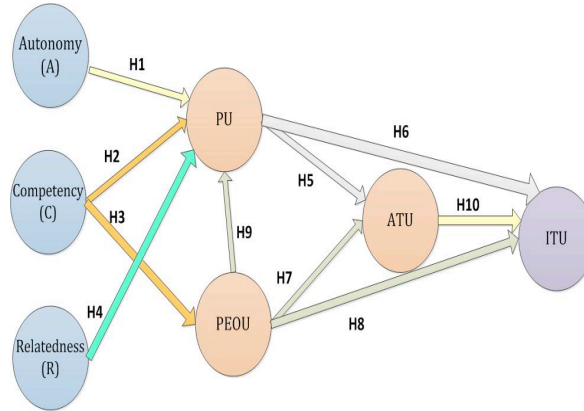 Autonomy
(A)
H1
PU
H6
H2
H5
Competency
(C)
H3
H10
ATU
ITU
H9
H7
H4
PEOU
H8
Relatedness
(R)